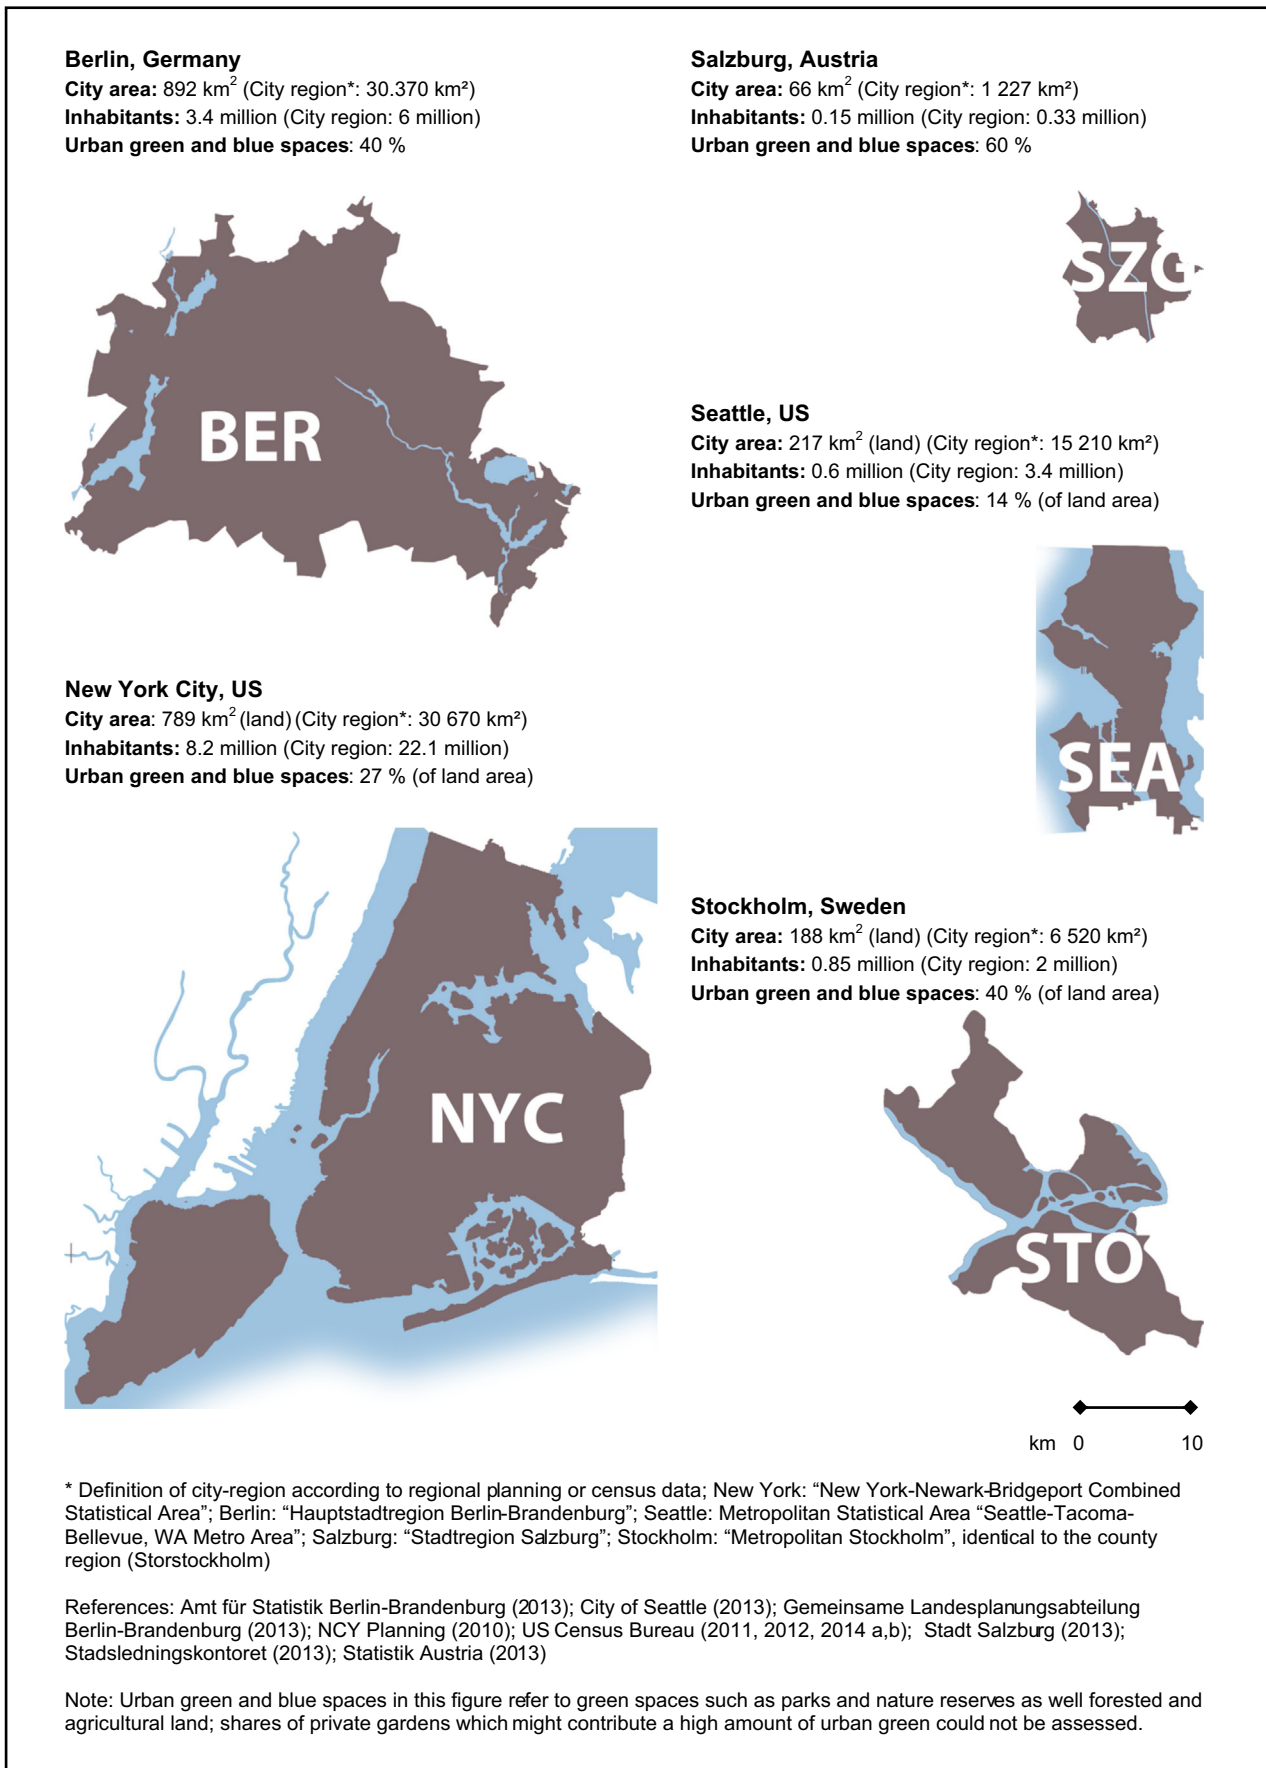 Berlin, Germany
City area: 892 km² (City region*: 30.370 km²)
Inhabitants: 3.4 million (City region: 6 million)
Urban green and blue spaces: 40 %
BER
Salzburg, Austria
City area: 66 km² (City region*: 1 227 km²)
Inhabitants: 0.15 million (City region: 0.33 million)
Urban green and blue spaces: 60 %
SZG
Seattle, US
City area: 217 km² (land) (City region*: 15 210 km²)
Inhabitants: 0.6 million (City region: 3.4 million)
Urban green and blue spaces: 14 % (of land area)
SEA
New York City, US
City area: 789 km² (land) (City region*: 30 670 km²)
Inhabitants: 8.2 million (City region: 22.1 million)
Urban green and blue spaces: 27 % (of land area)
NYC
Stockholm, Sweden
City area: 188 km² (land) (City region*: 6 520 km²)
Inhabitants: 0.85 million (City region: 2 million)
Urban green and blue spaces: 40 % (of land area)
STO
km 0 10
* Definition of city-region according to regional planning or census data; New York: “New York-Newark-Bridgeport Combined
Statistical Area”; Berlin: “Hauptstadtregion Berlin-Brandenburg”; Seattle: Metropolitan Statistical Area “Seattle-Tacoma-
Bellevue, WA Metro Area”; Salzburg: “Stadtregion Salzburg”; Stockholm: “Metropolitan Stockholm”, identical to the county
region (Storstockholm)
References: Amt für Statistik Berlin-Brandenburg (2013); City of Seattle (2013); Gemeinsame Landesplanungsabteilung
Berlin-Brandenburg (2013); NCY Planning (2010); US Census Bureau (2011, 2012, 2014 a,b); Stadt Salzburg (2013);
Stadsledningskontoret (2013); Statistik Austria (2013)
Note: Urban green and blue spaces in this figure refer to green spaces such as parks and nature reserves as well forested and
agricultural land; shares of private gardens which might contribute a high amount of urban green could not be assessed.